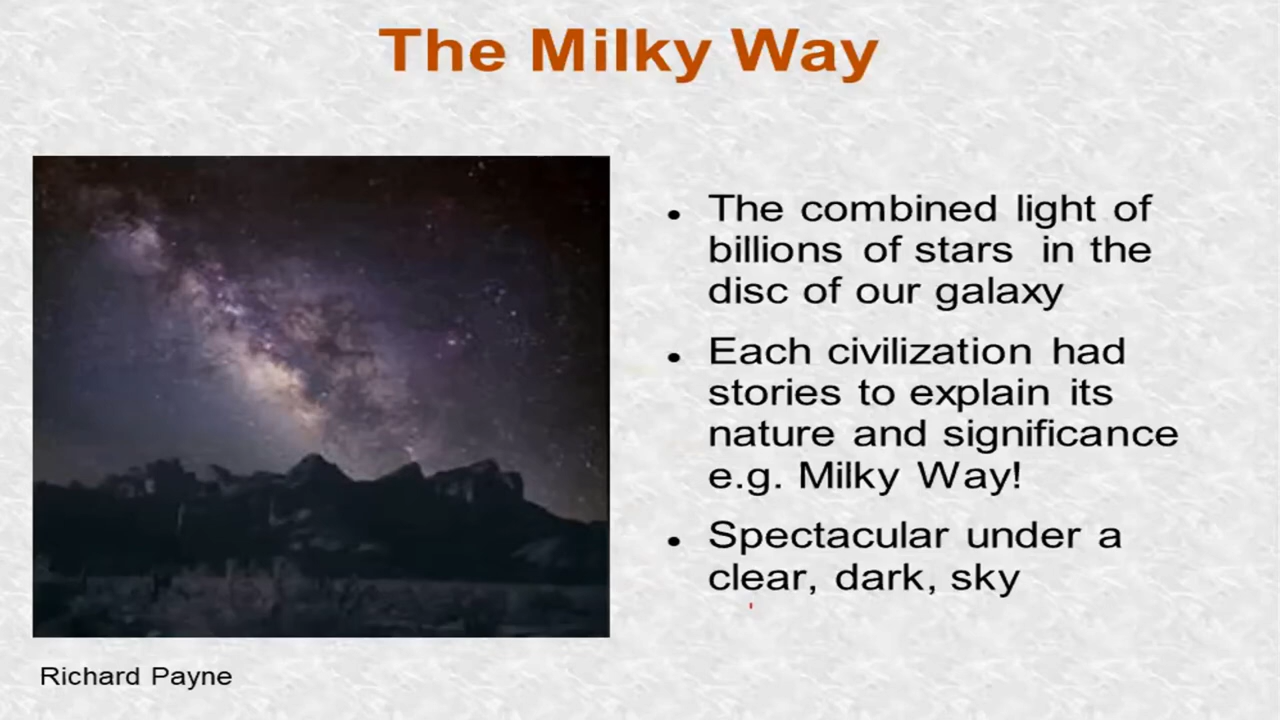 The Milky Way
• The combined light of
billions of stars in the
disc of our galaxy
• Each civilization had
stories to explain its
nature and significance
e.g. Milky Way!
• Spectacular under a
clear, dark, sky
Richard Payne